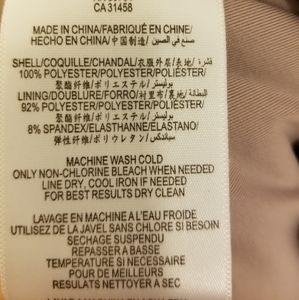 CA 31458
MADE IN CHINA/FABRIQUÉ EN CHINE/
HECHO EN CHINA/中国制造/ صنع في الصين
SHELL/COQUILLE/CHANDAL/衣服外层/表地/ قشرة/
100% POLYESTER/POLYESTER/POLIÉSTER/
聚酯纤维/ポリエステル/ بوليستر
LINING/DOUBLURE/FORRO/衬里布/裏地/ البطانة/
92% POLYESTER/POLYESTER/POLIÉSTER/
聚酯纤维/ポリエステル/ بوليستر
8% SPANDEX/ELASTHANNE/ELASTANO/
弹性纤维/ポリウレタン/ سباندكس
MACHINE WASH COLD
ONLY NON-CHLORINE BLEACH WHEN NEEDED
LINE DRY, COOL IRON IF NEEDED
FOR BEST RESULTS DRY CLEAN
LAVAGE EN MACHINE A L'EAU FROIDE
UTILISEZ DE LA JAVEL SANS CHLORE SI BESOIN
SECHAGE SUSPENDU
REPASSER A BASSE
TEMPERATURE SI NECESSAIRE
POUR DE MEILLEURS
RESULATS NETTOYER A SEC